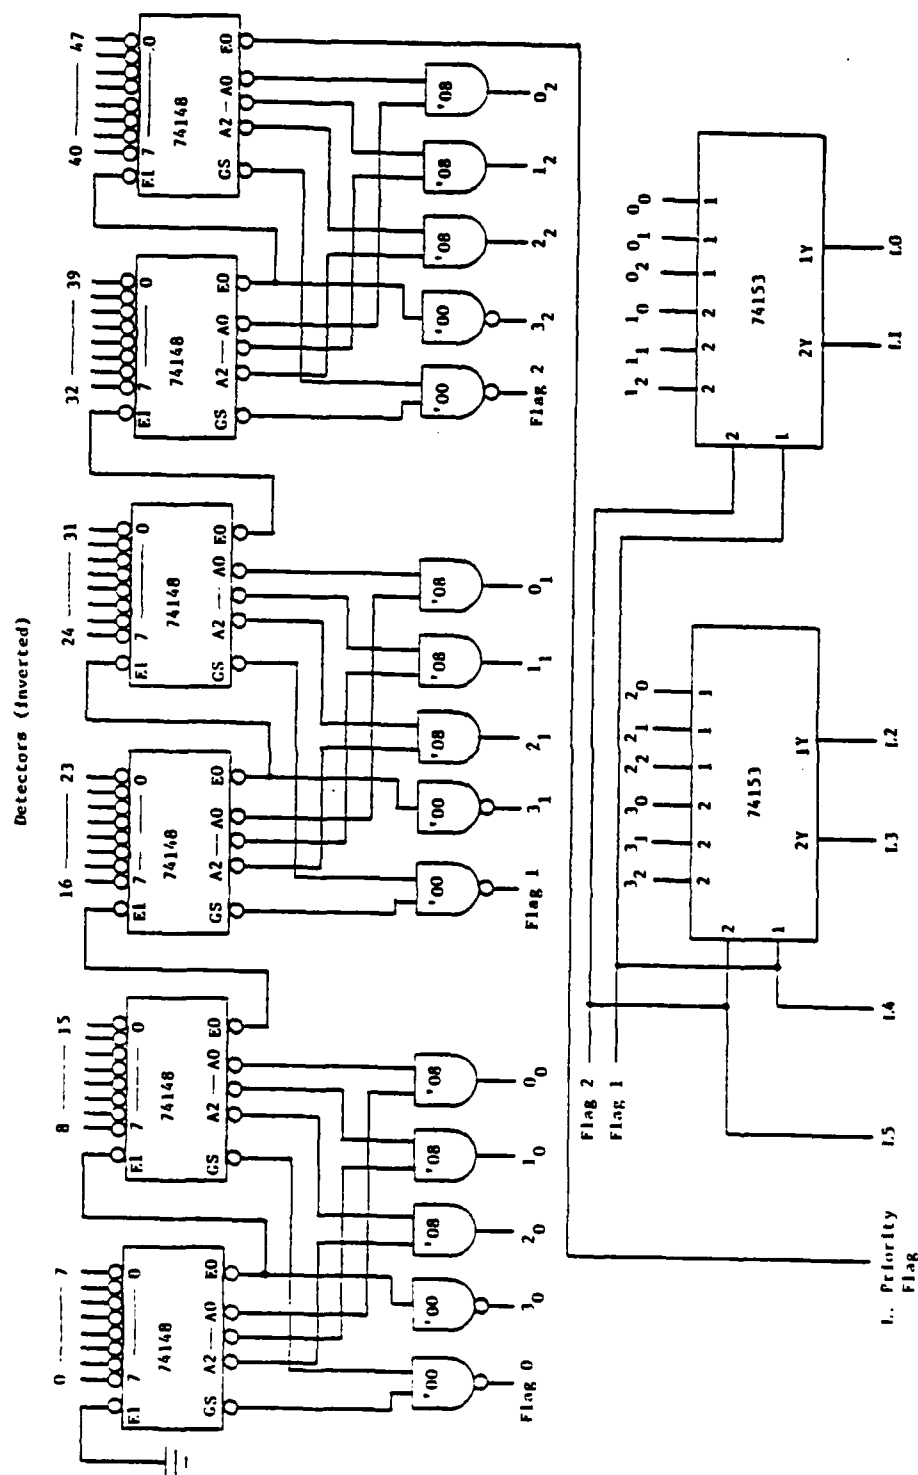 Detectors (Inverted)
0 7
8 15
16 23
24 31
32 39
40 47
EI 7 0
74148
GS A2 A0 EO
EI 7 0
74148
GS A2 A0 EO
EI 7 0
74148
GS A2 A0 EO
EI 7 0
74148
GS A2 A0 EO
EI 7 0
74148
GS A2 A0 EO
EI 7 0
74148
GS A2 A0 EO
'00 '00 '08 '08 '08
Flag 0 3₀ 2₀ 1₀ 0₀
'00 '00 '08 '08 '08
Flag 1 3₁ 2₁ 1₁ 0₁
'00 '00 '08 '08 '08
Flag 2 3₂ 2₂ 1₂ 0₂
Flag 2
Flag 1
3₂ 3₁ 3₀ 2₂ 2₁ 2₀
2 2 2 1 1 1
2
1
74153
2Y 1Y
1₂ 1₁ 1₀ 0₂ 0₁ 0₀
2 2 2 1 1 1
2
1
74153
2Y 1Y
L Priority
Flag
L5 L4 L3 L2 L1 L0